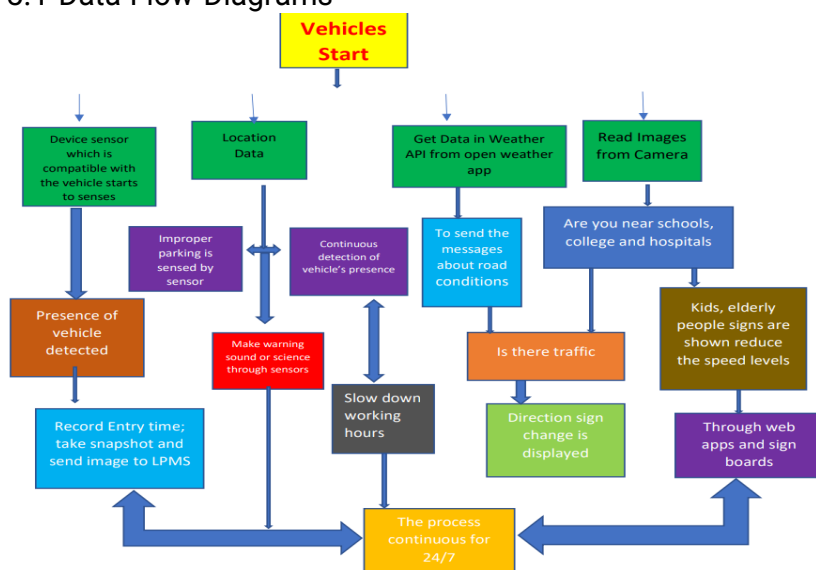 5.1 Data Flow Diagrams
Vehicles
Start
Device sensor
which is
compatible with
the vehicle starts
to senses
Location
Data
Get Data in Weather
API from open weather
app
Read Images
from Camera
Improper
parking is
sensed by
sensor
Continuous
detection of
vehicle's presence
To send the
messages
about road
conditions
Are you near schools,
college and hospitals
Presence of
vehicle
detected
Make warning
sound or science
through sensors
Is there traffic
Kids, elderly
people signs are
shown reduce
the speed levels
Record Entry time;
take snapshot and
send image to LPMS
Slow down
working
hours
Direction sign
change is
displayed
Through web
apps and sign
boards
The process
continuous for
24/7